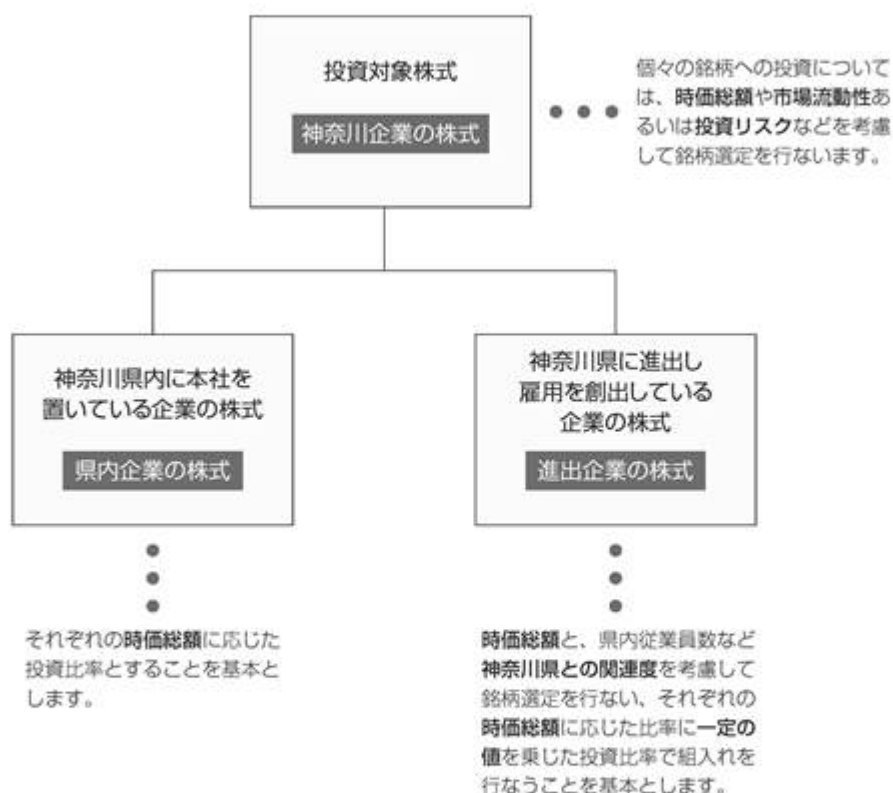 投資対象株式
神奈川企業の株式
個々の銘柄への投資について
は、時価総額や市場流動性あ
るいは投資リスクなどを考慮
して銘柄選定を行ないます。
神奈川県内に本社を
置いている企業の株式
県内企業の株式
神奈川県に進出し
雇用を創出している
企業の株式
進出企業の株式
それぞれの時価総額に応じた
投資比率とすることを基本と
します。
時価総額と、県内従業員数など
神奈川県との関連度を考慮して
銘柄選定を行ない、それぞれの
時価総額に応じた比率に一定の
値を乗じた投資比率で組入れを
行なうことを基本とします。